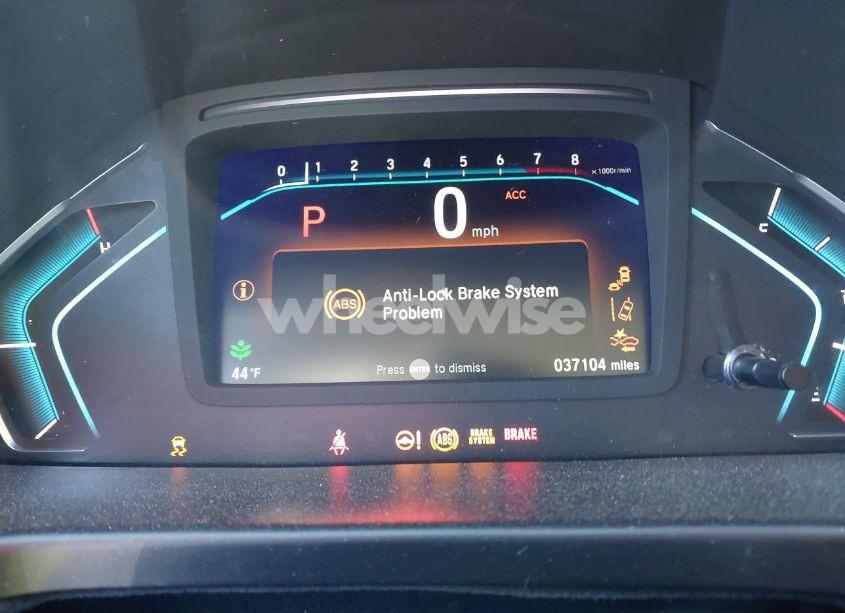 0 1 2 3 4 5 6 7 8 ×1000r/min
P 0 mph ACC
H
C
Anti-Lock Brake System
ABS
Problem
wheelwise
44°F
Press ENTER to dismiss
037104 miles
! ABS BRAKE SYSTEM BRAKE